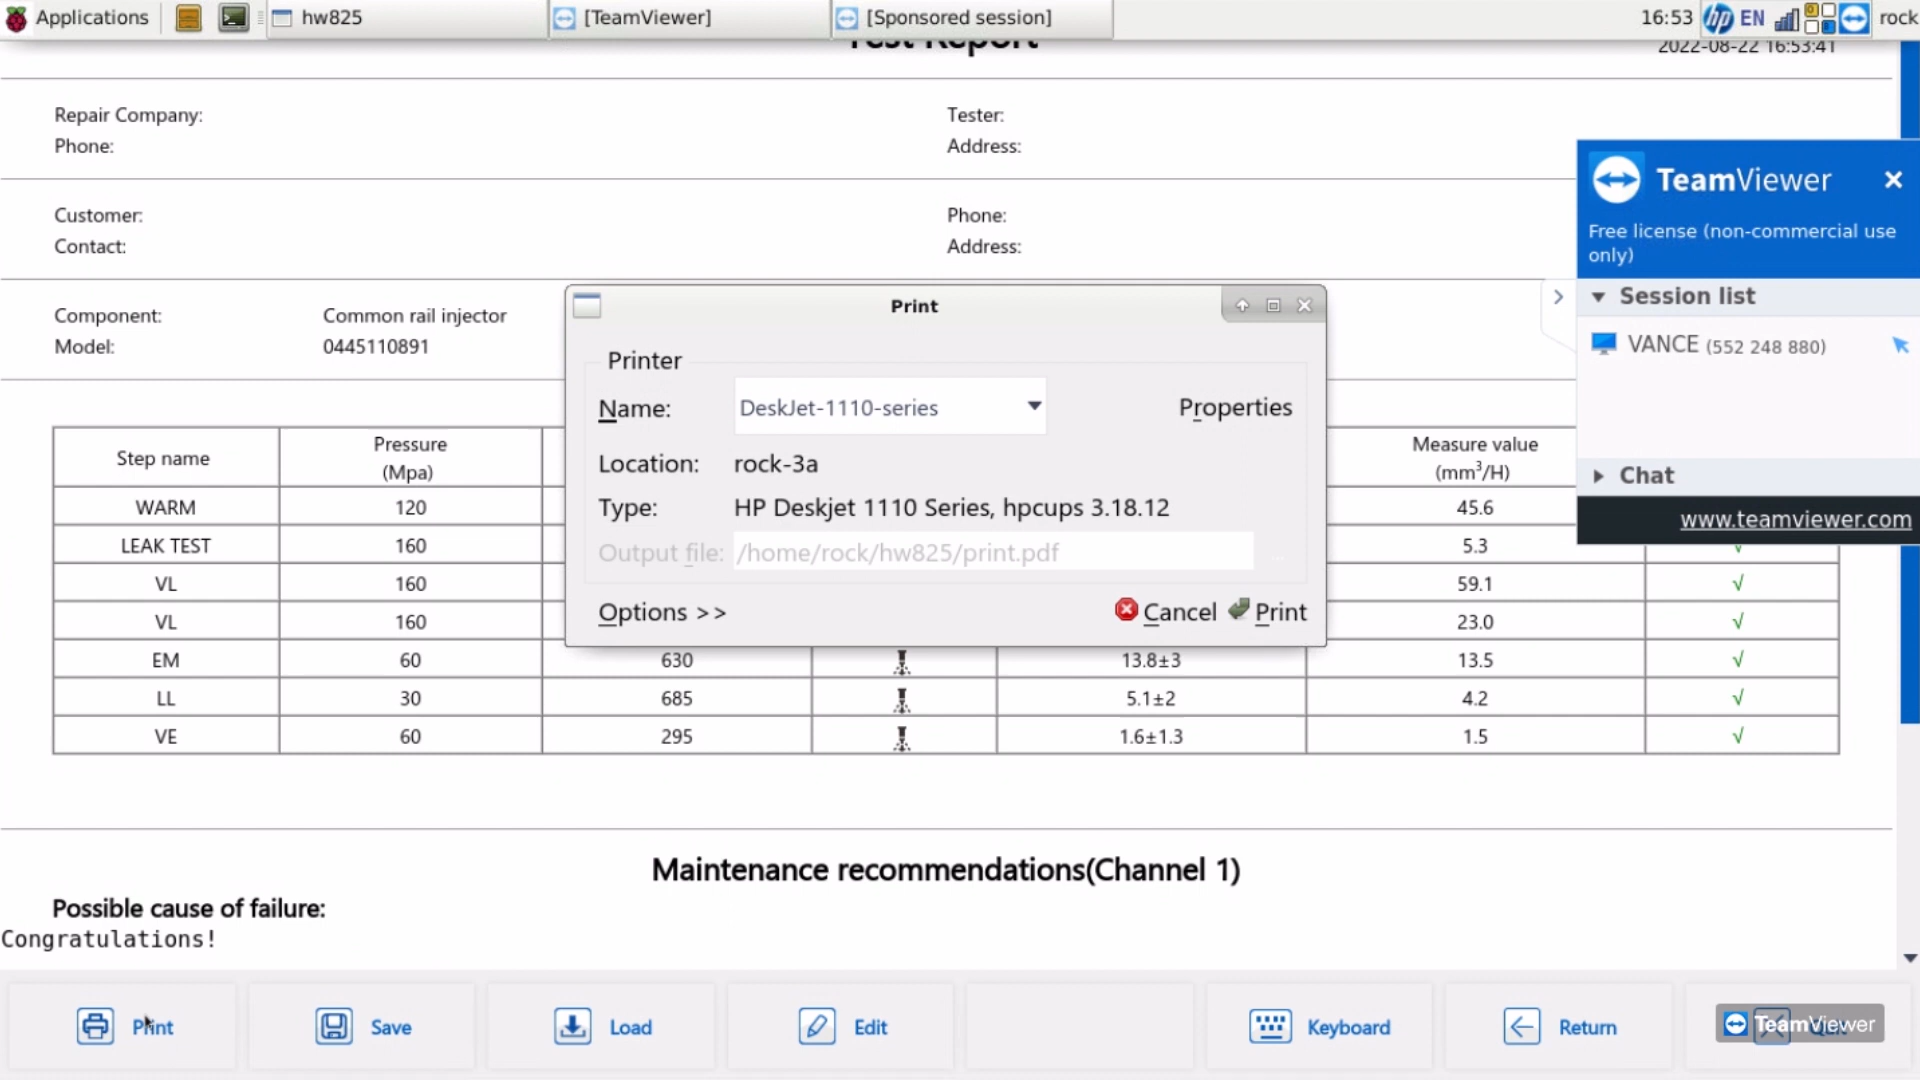 Applications
hw825
[TeamViewer]
[Sponsored session]
16:53
hp
EN
rock
Test Report
2022-08-22 16:53:41
Repair Company:
Tester:
Phone:
Address:
Customer:
Phone:
Contact:
Address:
Component:
Common rail injector
Model:
0445110891
TeamViewer
Free license (non-commercial use
only)
Session list
VANCE (552 248 880)
Chat
www.teamviewer.com
Print
Printer
Name:
DeskJet-1110-series
Properties
Location:
rock-3a
Type:
HP Deskjet 1110 Series, hpcups 3.18.12
Output file:
/home/rock/hw825/print.pdf
...
Options >>
Cancel
Print
Step name
Pressure
(Mpa)
Measure value
(mm³/H)
WARM 120 45.6
LEAK TEST 160 5.3 √
VL 160 59.1 √
VL 160 23.0 √
EM 60 630 13.8±3 13.5 √
LL 30 685 5.1±2 4.2 √
VE 60 295 1.6±1.3 1.5 √
Maintenance recommendations(Channel 1)
Possible cause of failure:
Congratulations!
Print
Save
Load
Edit
Keyboard
Return
TeamViewer